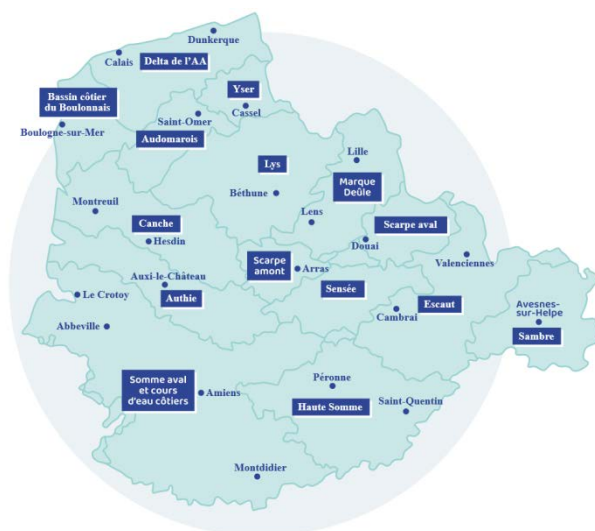 Dunkerque
Calais
Delta de l'AA
Yser
Bassin côtier
du Boulonnais
Cassel
Saint-Omer
Boulogne-sur-Mer
Audomarois
Lille
Lys
Marque
Deûle
Béthune
Montreuil
Lens
Canche
Scarpe aval
Hesdin
Douai
Scarpe
amont
Arras
Valenciennes
Auxi-le-Château
Sensée
Le Crotoy
Authie
Escaut
Avesnes-
sur-Helpe
Cambrai
Abbeville
Sambre
Somme aval
et cours
d'eau côtiers
Péronne
Amiens
Haute Somme
Saint-Quentin
Montdidier